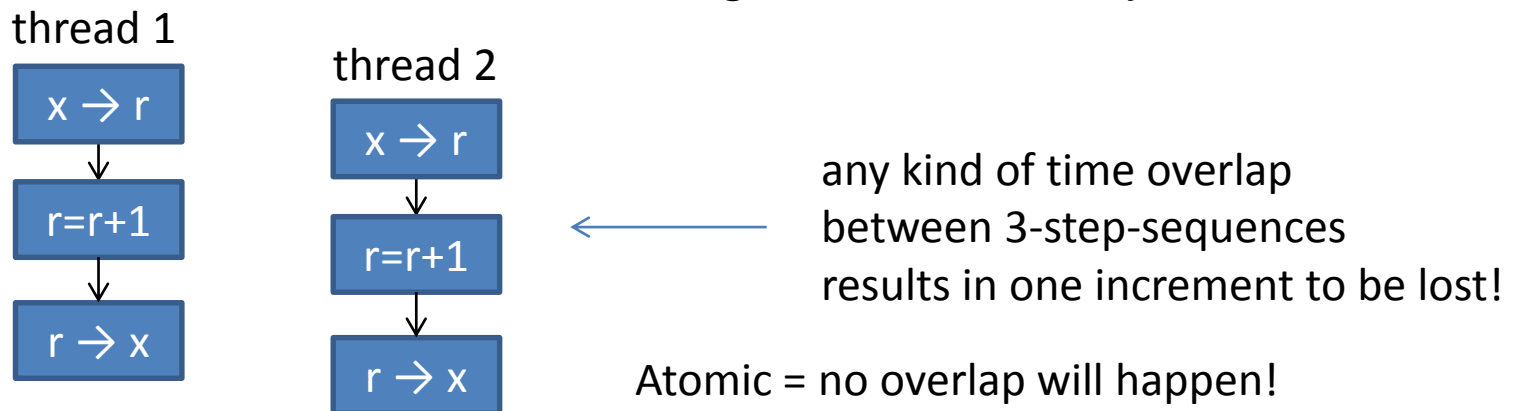 thread 1
x → r
r=r+1
r → x
thread 2
x → r
r=r+1
r → x
any kind of time overlap
between 3-step-sequences
results in one increment to be lost!
Atomic = no overlap will happen!